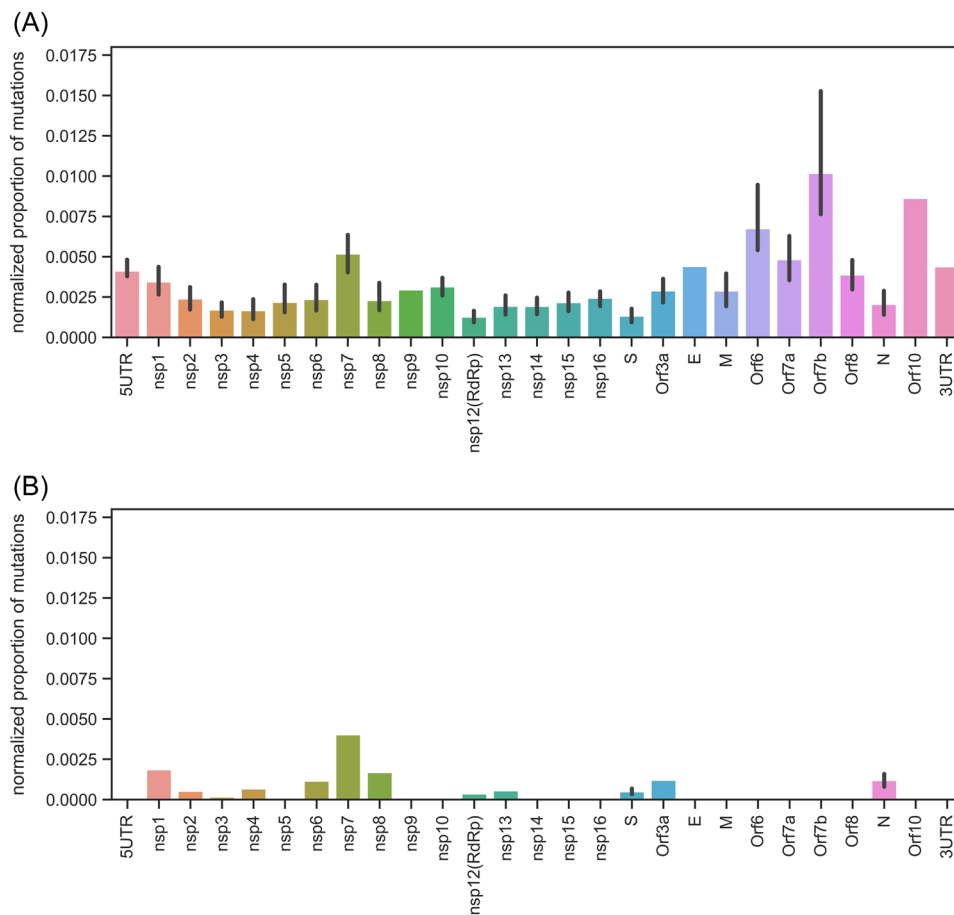 (A)
normalized proportion of mutations
0.0175
0.0150
0.0125
0.0100
0.0075
0.0050
0.0025
0.0000
5UTR
nsp1
nsp2
nsp3
nsp4
nsp5
nsp6
nsp7
nsp8
nsp9
nsp10
nsp12(RdRp)
nsp13
nsp14
nsp15
nsp16
S
Orf3a
E
M
Orf6
Orf7a
Orf7b
Orf8
N
Orf10
3UTR
(B)
normalized proportion of mutations
0.0175
0.0150
0.0125
0.0100
0.0075
0.0050
0.0025
0.0000
5UTR
nsp1
nsp2
nsp3
nsp4
nsp5
nsp6
nsp7
nsp8
nsp9
nsp10
nsp12(RdRp)
nsp13
nsp14
nsp15
nsp16
S
Orf3a
E
M
Orf6
Orf7a
Orf7b
Orf8
N
Orf10
3UTR